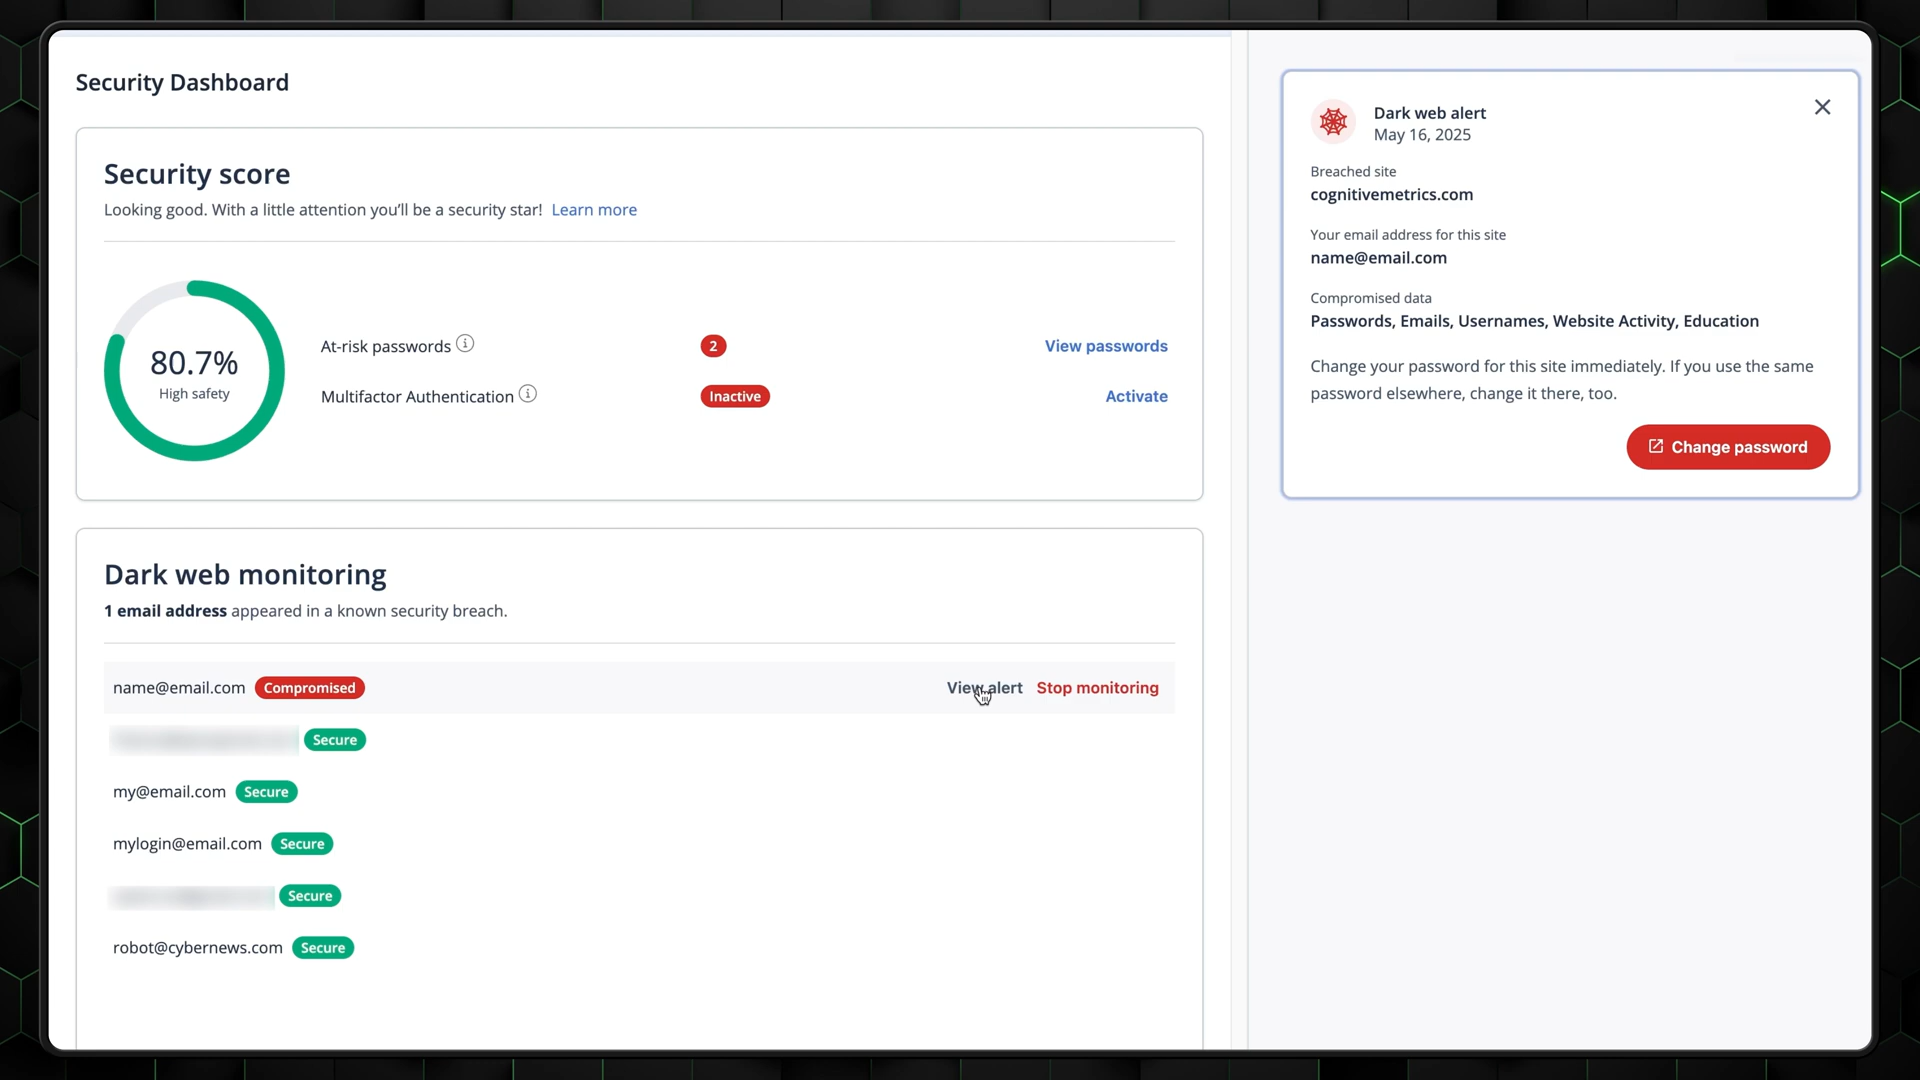 Security Dashboard
Security score
Looking good. With a little attention you'll be a security star! Learn more
80.7%
High safety
At-risk passwords
2
View passwords
Multifactor Authentication
Inactive
Activate
Dark web monitoring
1 email address appeared in a known security breach.
name@email.com Compromised View alert Stop monitoring
Secure
my@email.com Secure
mylogin@email.com Secure
Secure
robot@cybernews.com Secure
Dark web alert
May 16, 2025
Breached site
cognitivemetrics.com
Your email address for this site
name@email.com
Compromised data
Passwords, Emails, Usernames, Website Activity, Education
Change your password for this site immediately. If you use the same
password elsewhere, change it there, too.
Change password